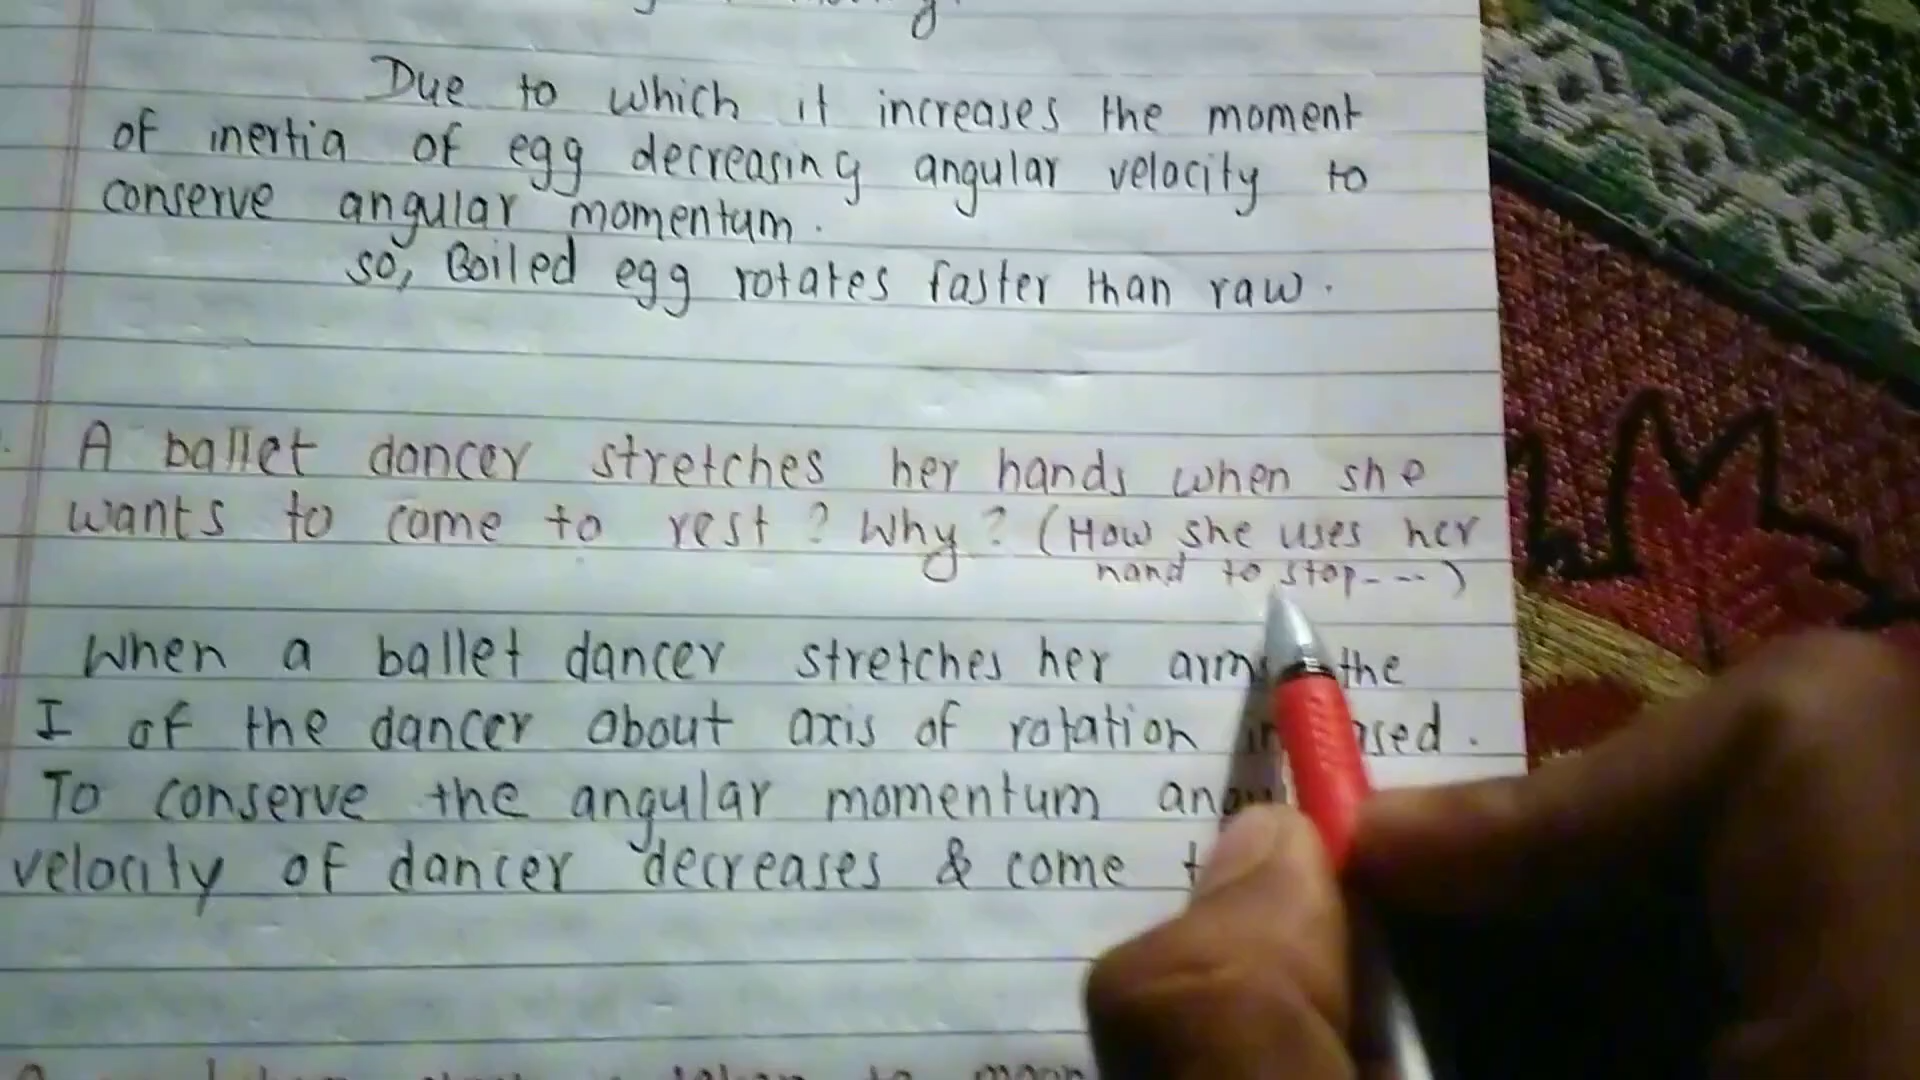 Due to which it increases the moment
of inertia of egg decreasing angular velocity to
conserve angular momentum.
so, Boiled egg rotates faster than raw.
A ballet dancer stretches her hands when she
wants to come to rest? Why? (How she uses her
hand to stop- --)
When a ballet dancer stretches her arms the
I of the dancer about axis of rotation
To conserve the angular momentum
velocity of dancer decreases & come